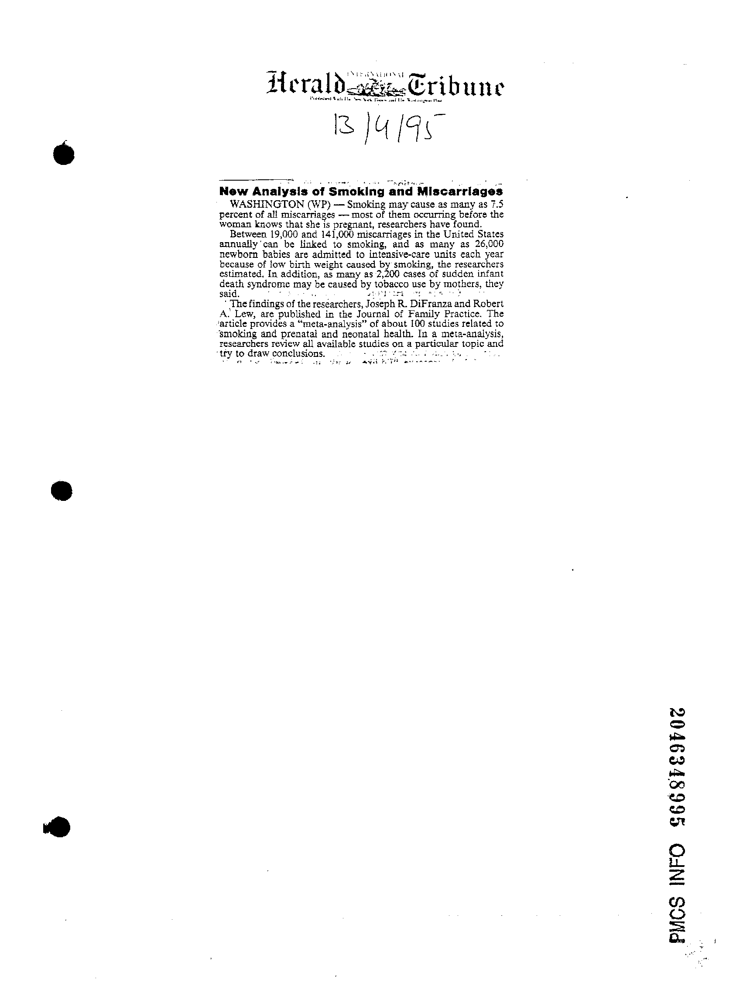 Herald INTERNATIONAL Tribune
Published With The New York Times and The Washington Post
13/4/95
New Analysis of Smoking and Miscarriages
WASHINGTON (WP) — Smoking may cause as many as 7.5
percent of all miscarriages — most of them occurring before the
woman knows that she is pregnant, researchers have found.
Between 19,000 and 141,000 miscarriages in the United States
annually can be linked to smoking, and as many as 26,000
newborn babies are admitted to intensive-care units each year
because of low birth weight caused by smoking, the researchers
estimated. In addition, as many as 2,200 cases of sudden infant
death syndrome may be caused by tobacco use by mothers, they
said.
The findings of the researchers, Joseph R. DiFranza and Robert
A. Lew, are published in the Journal of Family Practice. The
article provides a "meta-analysis" of about 100 studies related to
smoking and prenatal and neonatal health. In a meta-analysis,
researchers review all available studies on a particular topic and
try to draw conclusions.
2046348995 PMCS INFO